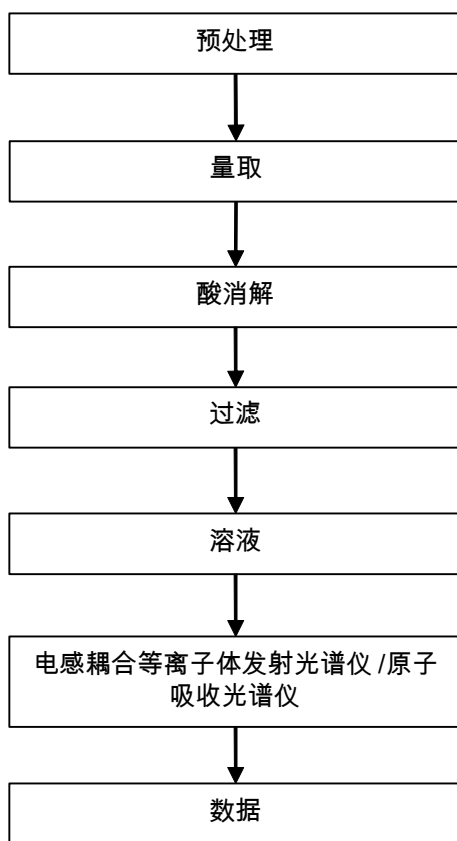 预处理
量取
酸消解
过滤
溶液
电感耦合等离子体发射光谱仪 /原子
吸收光谱仪
数据